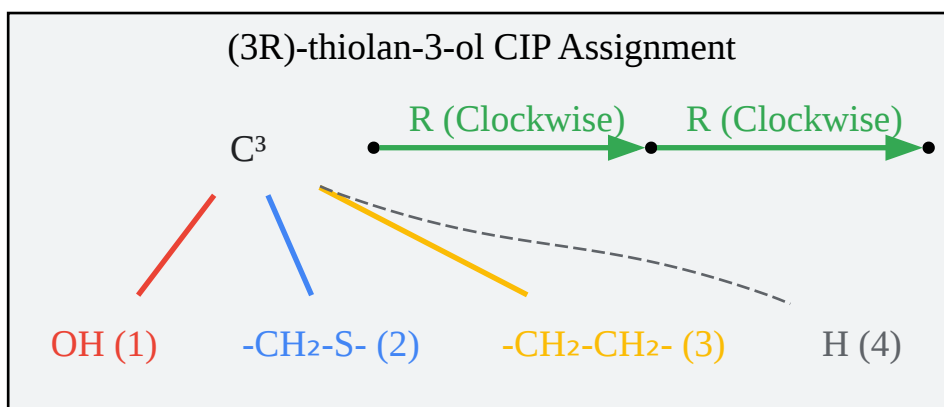 (3R)-thiolan-3-ol CIP Assignment
R (Clockwise) R (Clockwise)
C³
OH (1) -CH₂-S- (2) -CH₂-CH₂- (3) H (4)